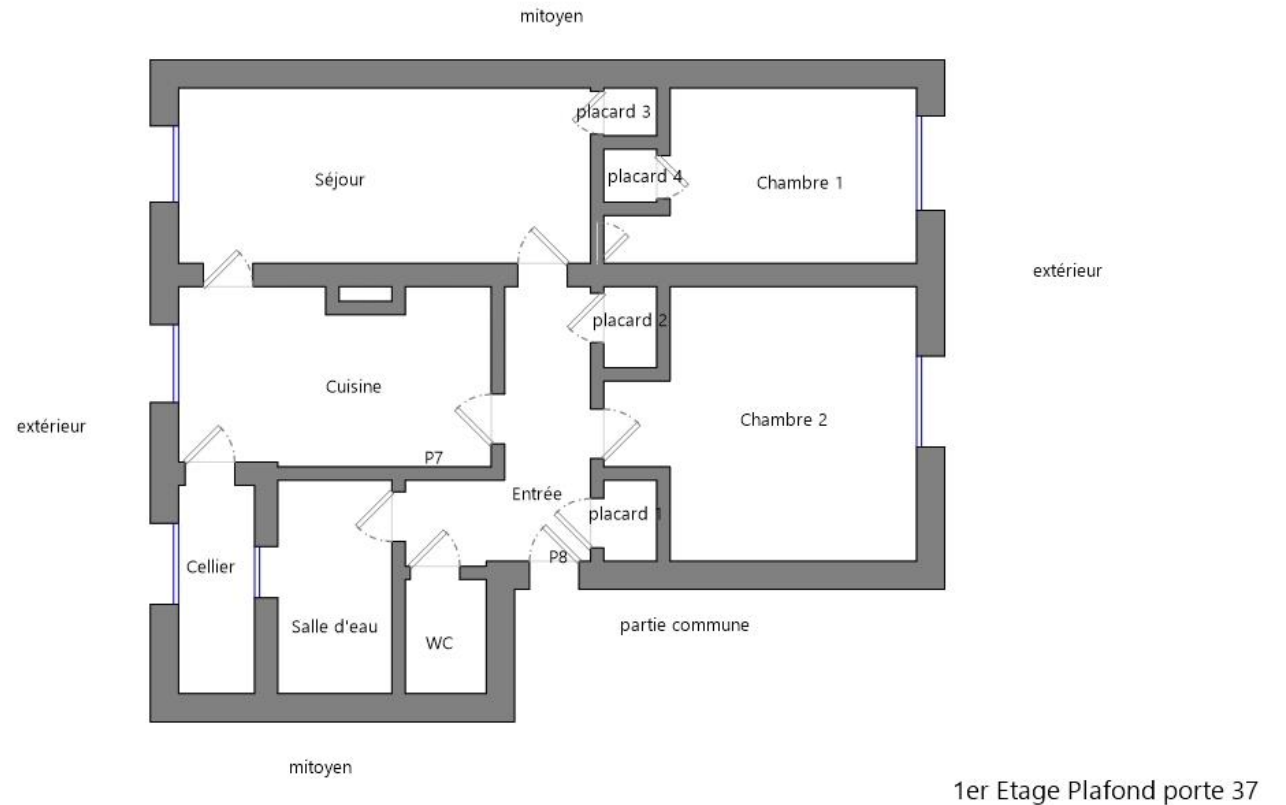 mitoyen
placard 3
Séjour
placard 4
Chambre 1
extérieur
placard 2
Cuisine
Chambre 2
extérieur
P7
Entrée
placard 1
P8
Cellier
Salle d'eau
WC
partie commune
mitoyen
1er Etage Plafond porte 37